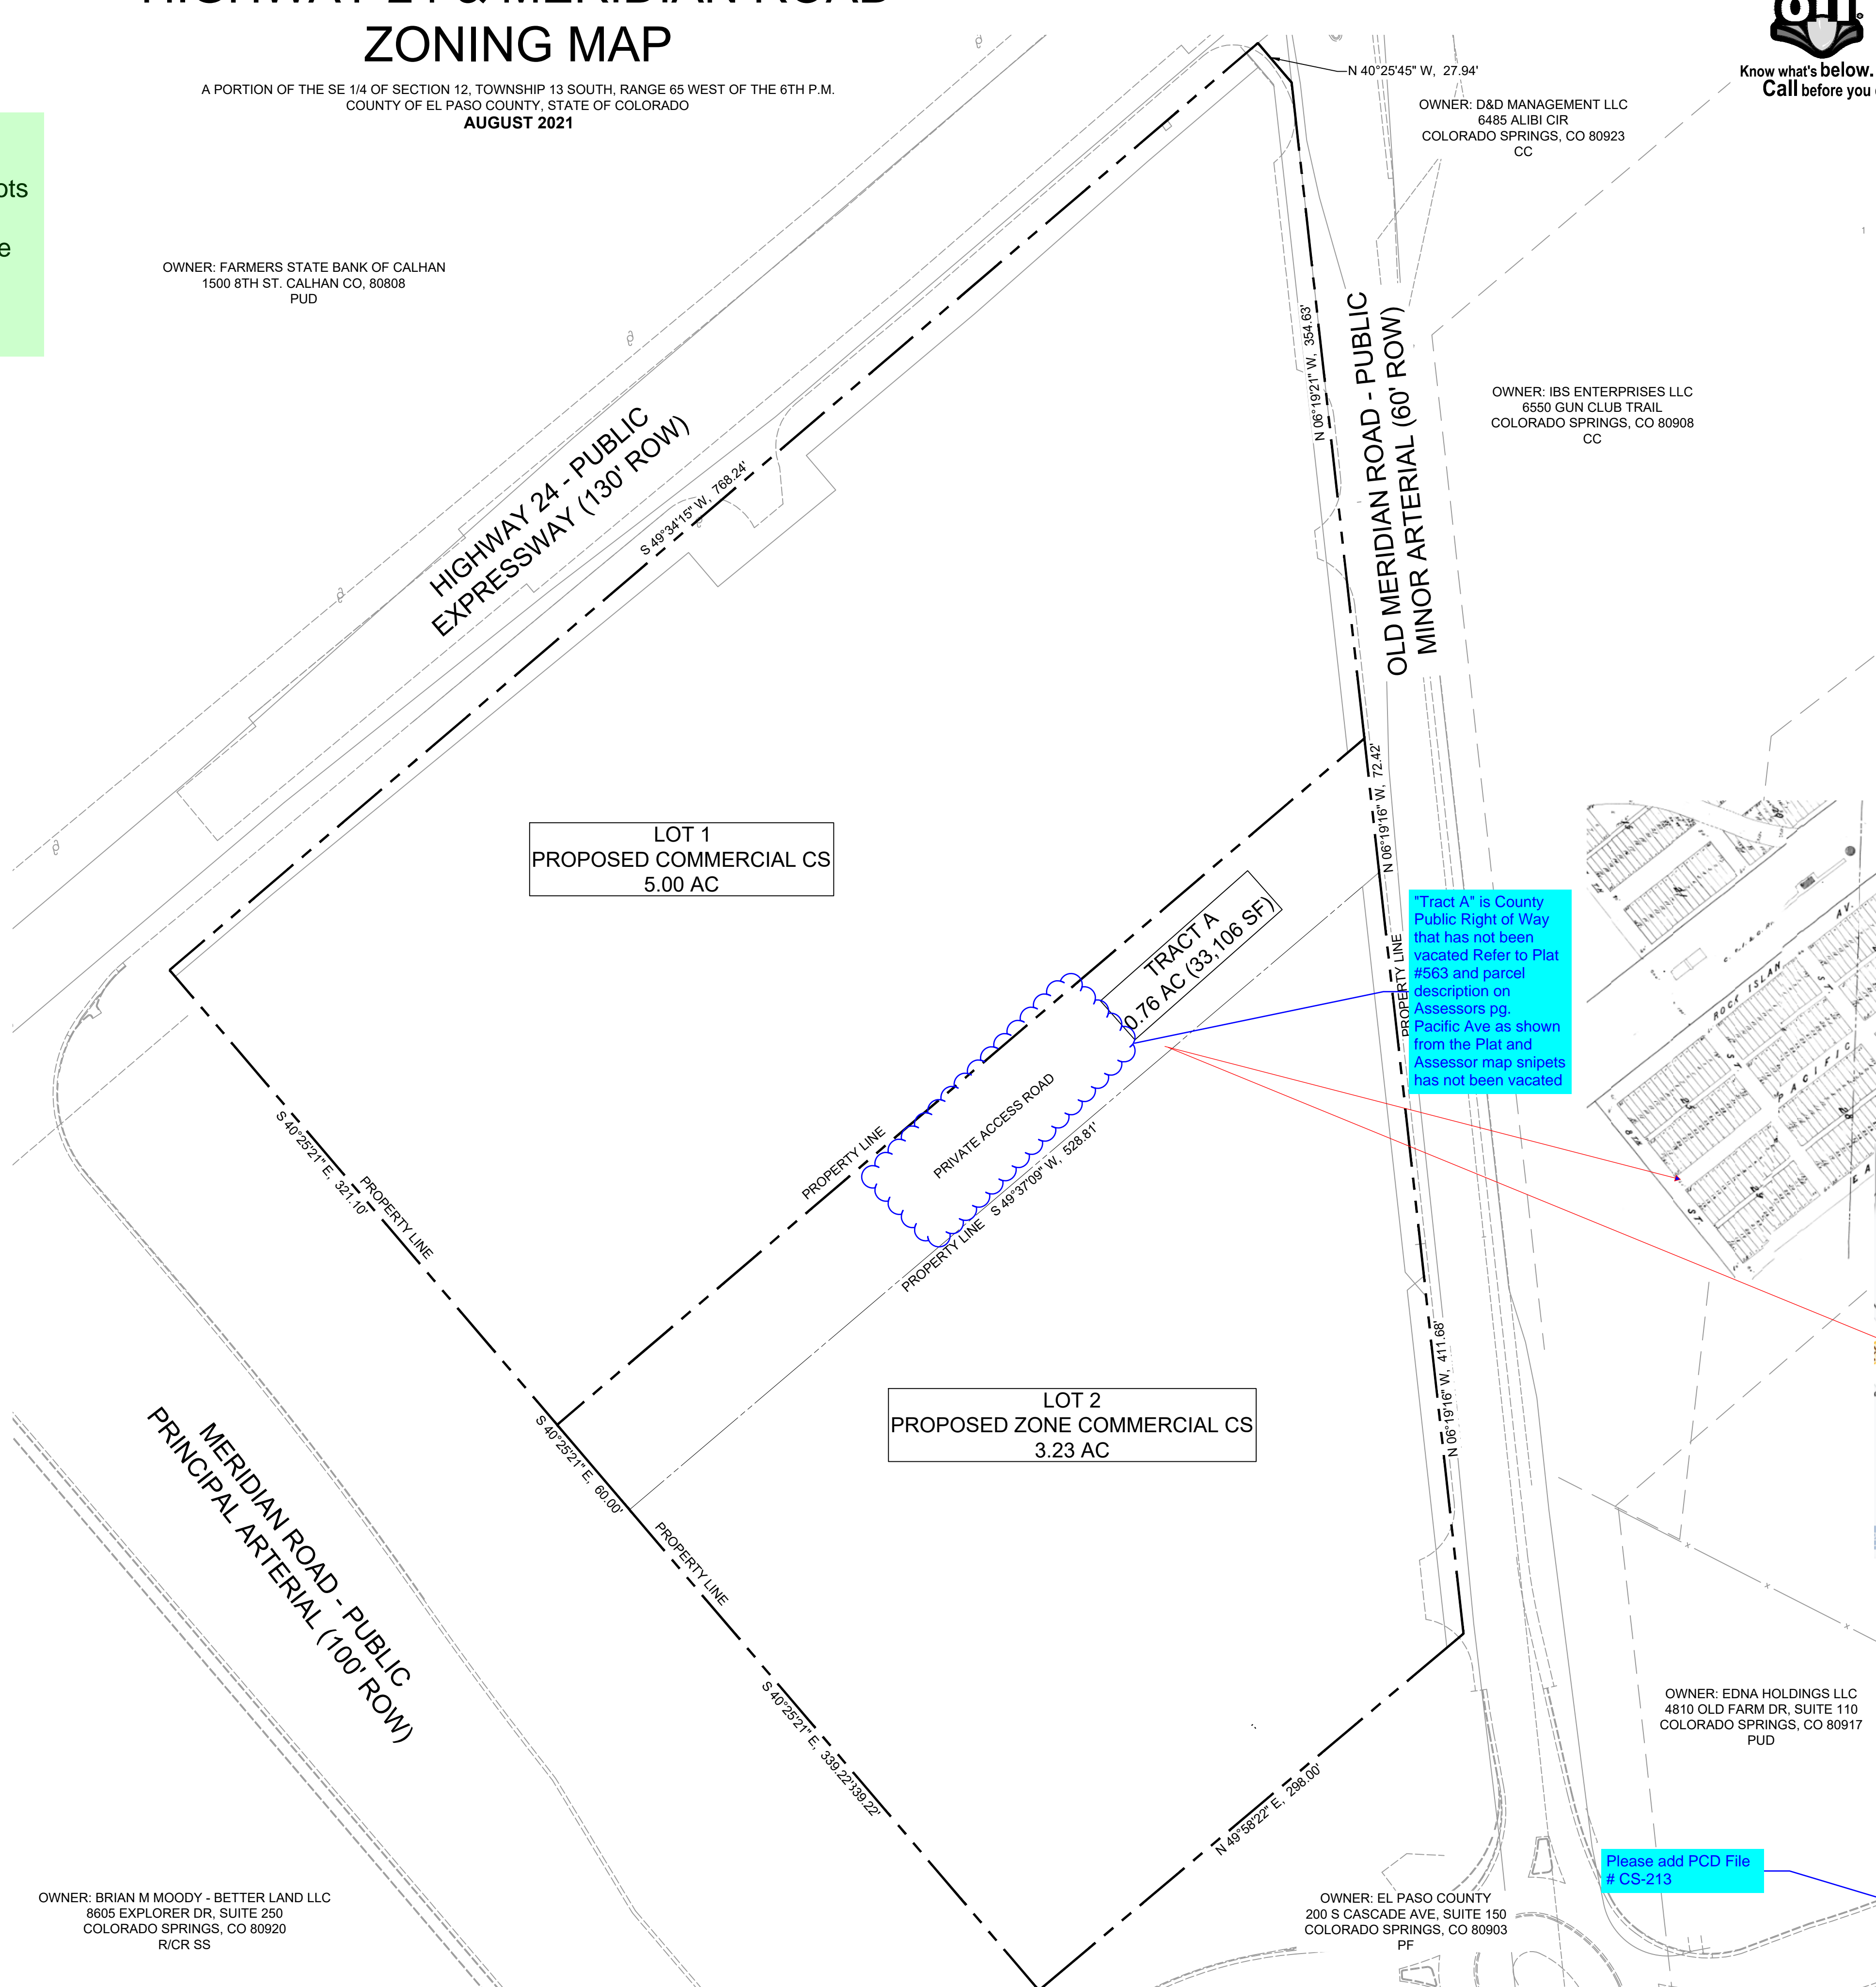 HIGHWAY 24 & MERIDIAN ROAD
ZONING MAP
A PORTION OF THE SE 1/4 OF SECTION 12, TOWNSHIP 13 SOUTH, RANGE 65 WEST OF THE 6TH P.M.
COUNTY OF EL PASO COUNTY, STATE OF COLORADO
AUGUST 2021
Know what's below.
Call before you
N 40°25'45" W, 27.94'
OWNER: D&D MANAGEMENT LLC
6485 ALIBI CIR
COLORADO SPRINGS, CO 80923
CC
OWNER: FARMERS STATE BANK OF CALHAN
1500 8TH ST. CALHAN CO, 80808
PUD
OWNER: IBS ENTERPRISES LLC
6550 GUN CLUB TRAIL
COLORADO SPRINGS, CO 80908
CC
N 06°19'21" W, 354.63'
OLD MERIDIAN ROAD - PUBLIC
MINOR ARTERIAL (60' ROW)
HIGHWAY 24 - PUBLIC
EXPRESSWAY (130' ROW)
S 49°34'15" W, 768.24'
N 06°19'16" W, 72.42'
LOT 1
PROPOSED COMMERCIAL CS
5.00 AC
TRACT A
0.76 AC (33,106 SF)
PROPERTY LINE
"Tract A" is County
Public Right of Way
that has not been
vacated Refer to Plat
#563 and parcel
description on
Assessors pg.
Pacific Ave as shown
from the Plat and
Assessor map snipets
has not been vacated
ROCK ISLAN
AV.
PACIFIC
8TH
ST.
PRIVATE ACCESS ROAD
PROPERTY LINE
PROPERTY LINE S 49°37'09" W, 528.81'
S 40°25'21" E, 321.10'
PROPERTY LINE
S 40°25'21" E, 60.00'
PROPERTY LINE
LOT 2
PROPOSED ZONE COMMERCIAL CS
3.23 AC
N 06°19'16" W, 411.68'
MERIDIAN ROAD - PUBLIC
PRINCIPAL ARTERIAL (100' ROW)
S 40°25'21" E, 339.22'
339.22'
N 49°58'22" E, 298.00'
OWNER: EDNA HOLDINGS LLC
4810 OLD FARM DR, SUITE 110
COLORADO SPRINGS, CO 80917
PUD
Please add PCD File
# CS-213
OWNER: BRIAN M MOODY - BETTER LAND LLC
8605 EXPLORER DR, SUITE 250
COLORADO SPRINGS, CO 80920
R/CR SS
OWNER: EL PASO COUNTY
200 S CASCADE AVE, SUITE 150
COLORADO SPRINGS, CO 80903
PF